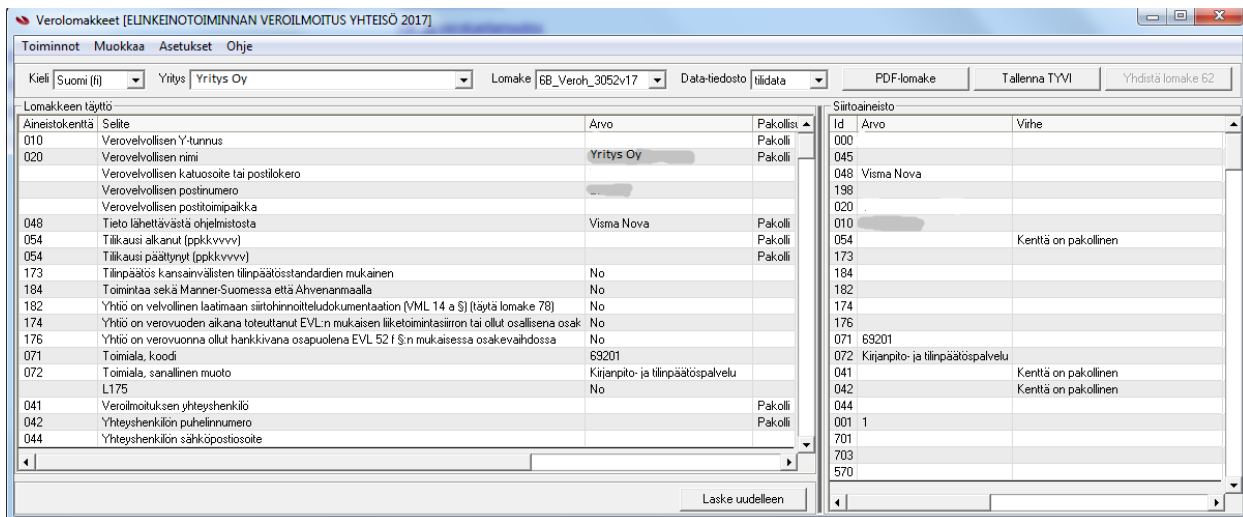 Verolomakkeet [ELINKEINOTOIMINNAN VEROILMOITUS YHTEISÖ 2017]
Toiminnot Muokkaa Asetukset Ohje
Kieli Suomi (fi) Yritys Yritys Oy Lomake 6B_Veroh_3052v17 Data-tiedosto tilidata PDF-lomake Tallenna TYVI Yhdistä lomake 62
Lomakkeen täyttö
Aineistokenttä Selite Arvo Pakollisu
010 Verovelvollisen Y-tunnus Pakolli
020 Verovelvollisen nimi Yritys Oy Pakolli
Verovelvollisen katuosoite tai postilokero
Verovelvollisen postinumero
Verovelvollisen postitoimipaikka
048 Tieto lähettävästä ohjelmistosta Visma Nova Pakolli
054 Tilikausi alkanut (ppkkvvvv) Pakolli
054 Tilikausi päättynyt (ppkkvvvv) Pakolli
173 Tilinpäätös kansainvälisten tilinpäätösstandardien mukainen No
184 Toimintaa sekä Manner-Suomessa että Ahvenanmaalla No
182 Yhtiö on velvollinen laatimaan siirtohinnoitteludokumentaation (VML 14 a §) (täytä lomake 78) No
174 Yhtiö on verovuoden aikana toteuttanut EVL:n mukaisen liiketoimintasiirron tai ollut osallisena osak No
176 Yhtiö on verovuonna ollut hankkivana osapuolena EVL 52 f §:n mukaisessa osakevaihdossa No
071 Toimiala, koodi 69201
072 Toimiala, sanallinen muoto Kirjanpito- ja tilinpäätöspalvelu
L175 No
041 Veroilmoituksen yhteyshenkilö Pakolli
042 Yhteyshenkilön puhelinnumero Pakolli
044 Yhteyshenkilön sähköpostiosoite
Laske uudelleen
Siirtoaineisto
Id Arvo Virhe
000
045
048 Visma Nova
198
020
010
054 Kenttä on pakollinen
173
184
182
174
176
071 69201
072 Kirjanpito- ja tilinpäätöspalvelu
041 Kenttä on pakollinen
042 Kenttä on pakollinen
044
001 1
701
703
570